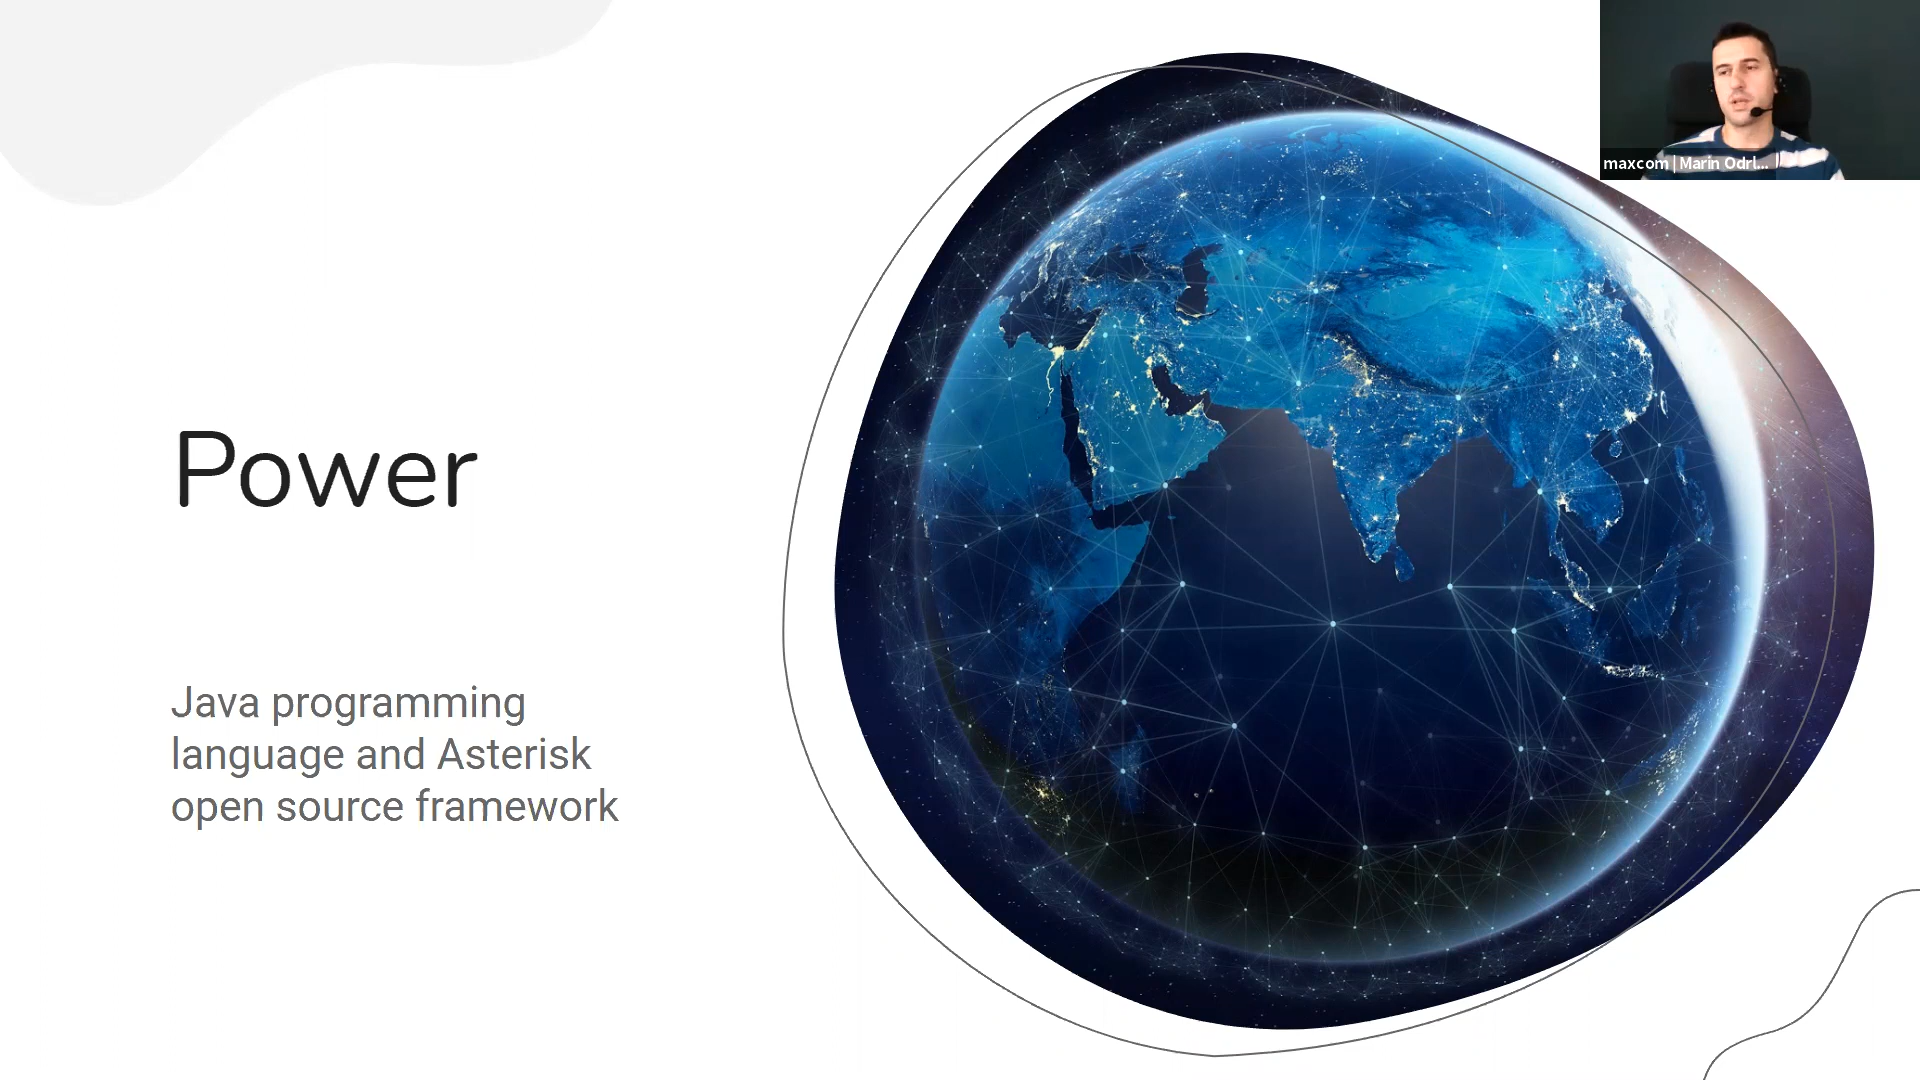 maxcom | Marin Odrl...
Power
Java programming
language and Asterisk
open source framework